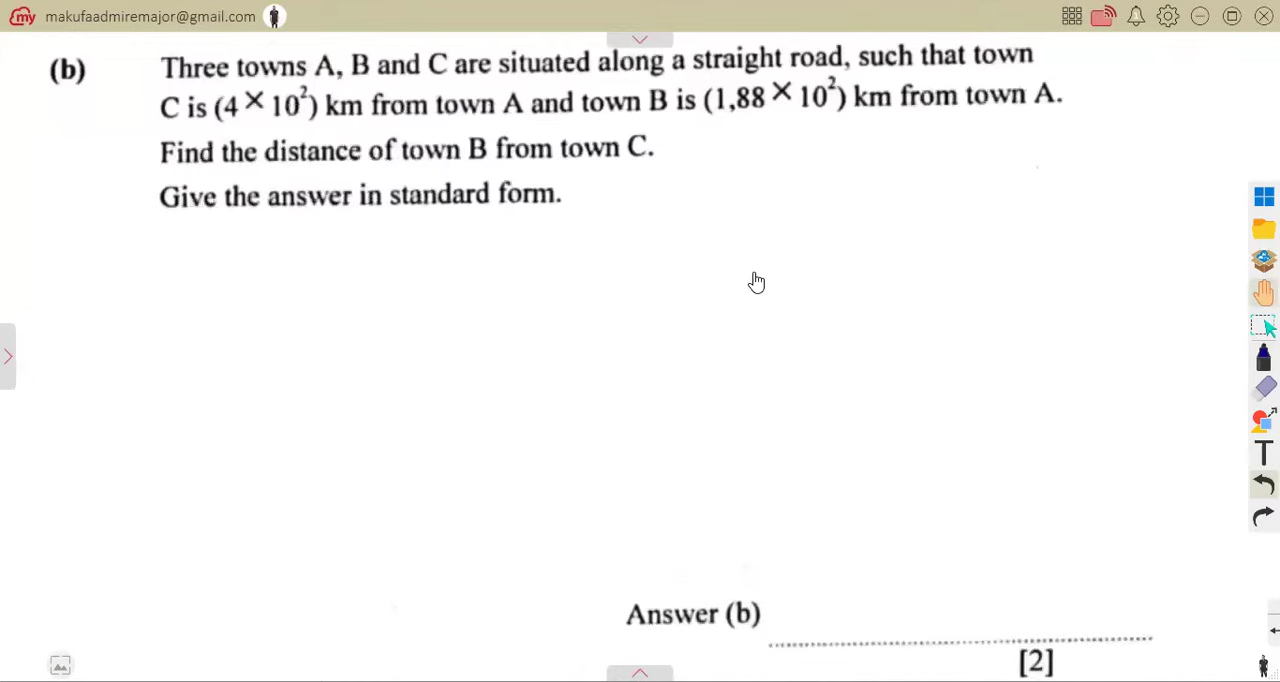 my makufaadmiremajor@gmail.com
(b) Three towns A, B and C are situated along a straight road, such that town
C is (4 × 10²) km from town A and town B is (1,88 × 10²) km from town A.
Find the distance of town B from town C.
Give the answer in standard form.
T
Answer (b) ........................................
[2]